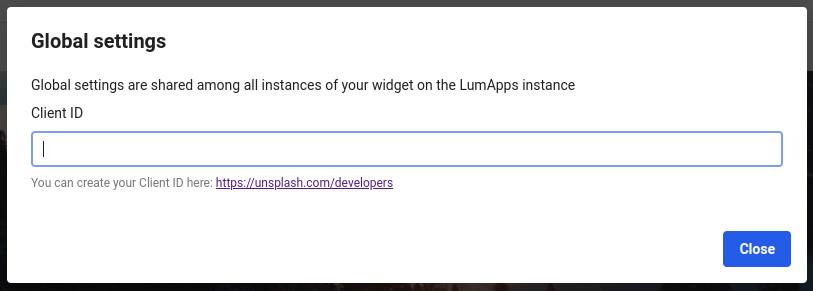 Global settings
Global settings are shared among all instances of your widget on the LumApps instance
Client ID
You can create your Client ID here: https://unsplash.com/developers
Close